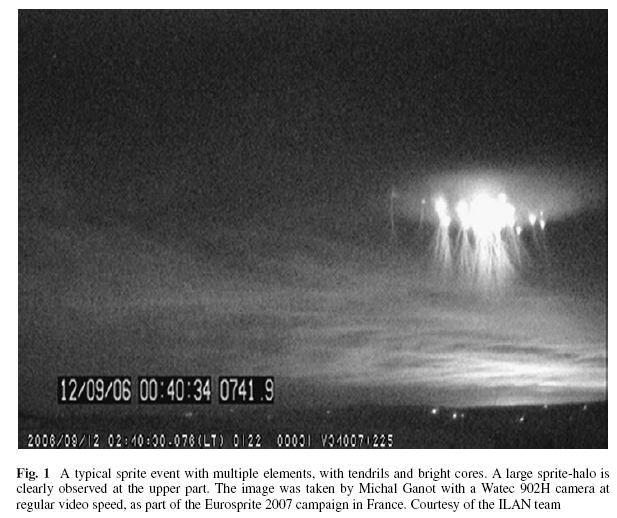 12/09/06 00:40:34 0741.9
2006/09/12 02:40:30.076(LT) 0122 00001 V340071225
Fig. 1 A typical sprite event with multiple elements, with tendrils and bright cores. A large sprite-halo is
clearly observed at the upper part. The image was taken by Michal Ganot with a Watec 902H camera at
regular video speed, as part of the Eurosprite 2007 campaign in France. Courtesy of the ILAN team